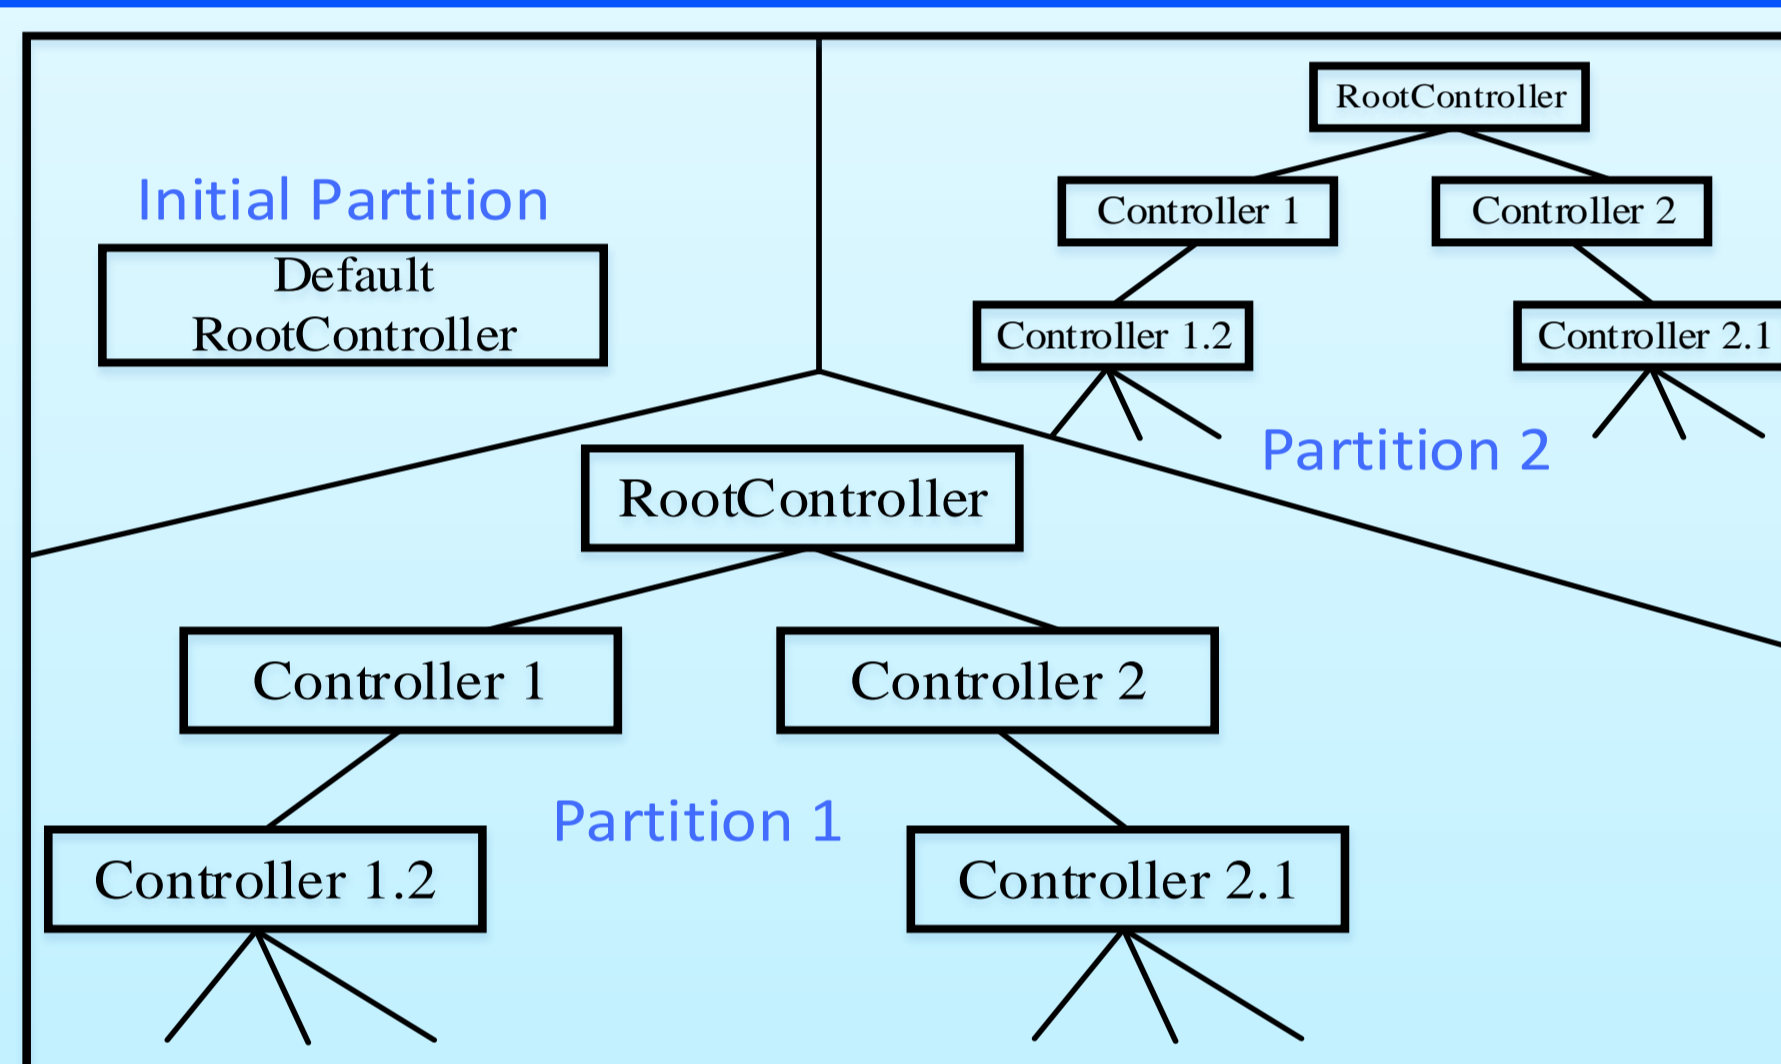 Initial Partition
Default
RootController
RootController
Controller 1
Controller 2
Controller 1.2
Controller 2.1
Partition 2
RootController
Controller 1
Controller 2
Partition 1
Controller 1.2
Controller 2.1